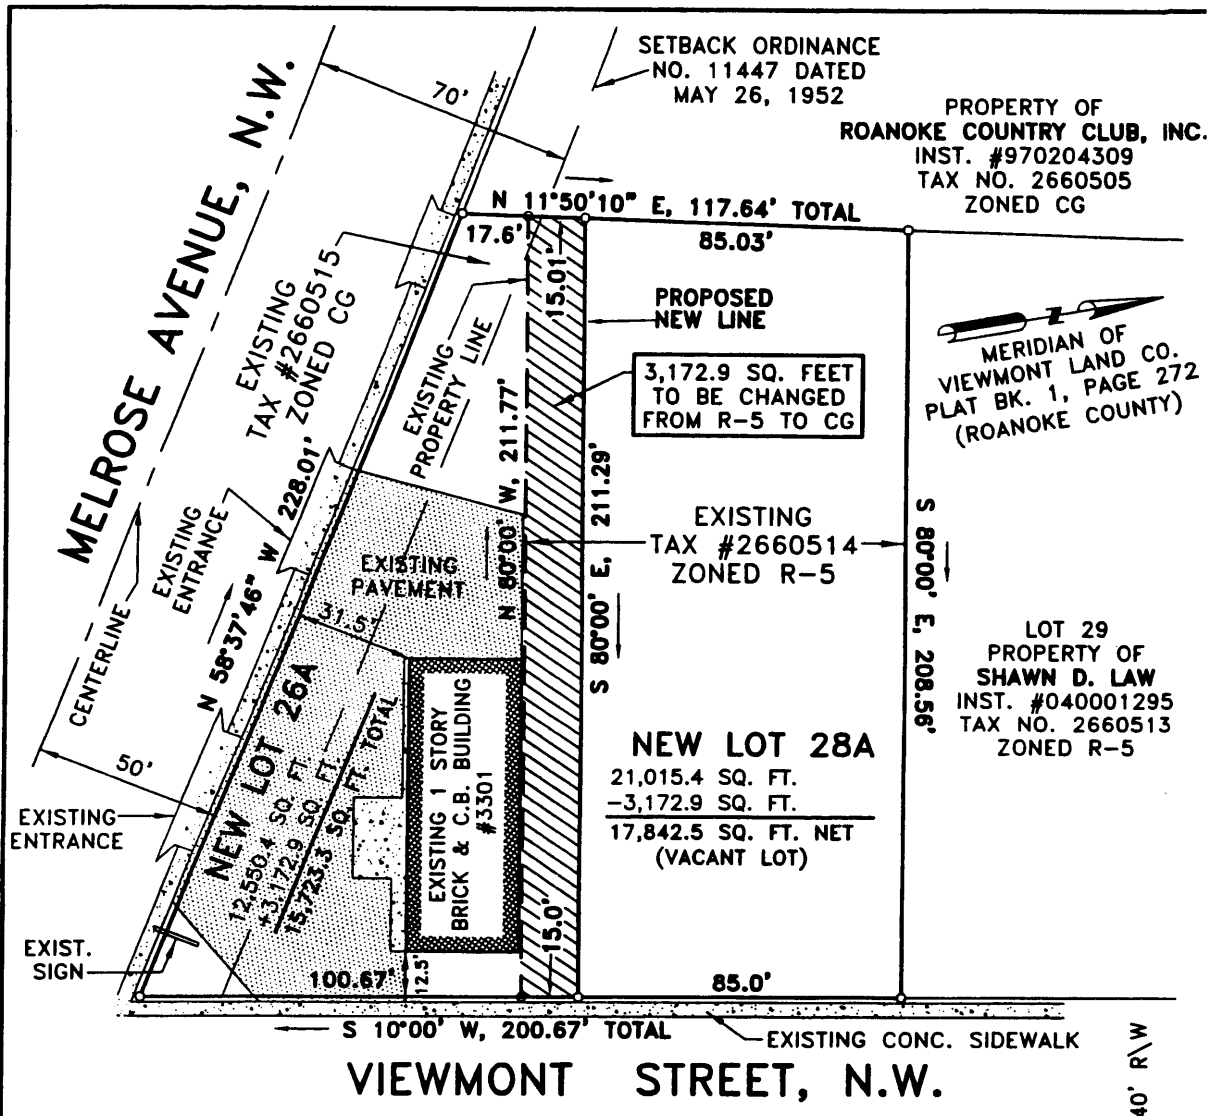 SETBACK ORDINANCE
NO. 11447 DATED
MAY 26, 1952
PROPERTY OF
ROANOKE COUNTRY CLUB, INC.
INST. #970204309
TAX NO. 2660505
ZONED CG
MELROSE AVENUE, N.W.
70'
N 11°50'10" E, 117.64' TOTAL
17.6'
85.03'
15.01'
EXISTING
TAX #2660515
ZONED CG
EXISTING
PROPERTY LINE
PROPOSED
NEW LINE
N
MERIDIAN OF
VIEWMONT LAND CO.
PLAT BK. 1, PAGE 272
(ROANOKE COUNTY)
3,172.9 SQ. FEET
TO BE CHANGED
FROM R-5 TO CG
N 80°00' W, 211.77'
S 80°00' E, 211.29'
S 80°00' E, 208.56'
N 58°37'46" W 228.01'
EXISTING
ENTRANCE
CENTERLINE
EXISTING
PAVEMENT
31.5'
EXISTING
TAX #2660514
ZONED R-5
LOT 29
PROPERTY OF
SHAWN D. LAW
INST. #040001295
TAX NO. 2660513
ZONED R-5
NEW LOT 26A
12,550.4 SQ. FT.
+3,172.9 SQ. FT.
15,723.3 SQ. FT. TOTAL
EXISTING 1 STORY
BRICK & C.B. BUILDING
#3301
NEW LOT 28A
21,015.4 SQ. FT.
-3,172.9 SQ. FT.
17,842.5 SQ. FT. NET
(VACANT LOT)
50'
EXISTING
ENTRANCE
EXIST.
SIGN
100.67'
12.5'
15.0'
85.0'
S 10°00' W, 200.67' TOTAL
EXISTING CONC. SIDEWALK
VIEWMONT STREET, N.W.
40' R\W